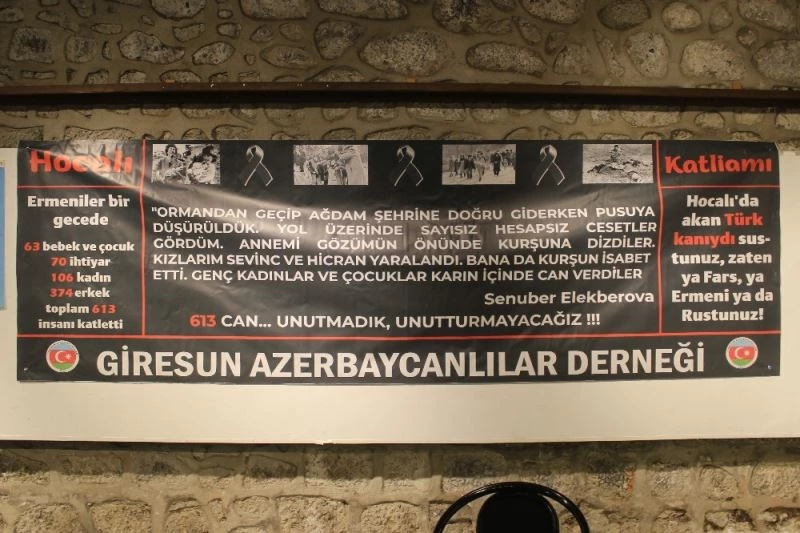 Hocalı
Ermeniler bir
gecede
63 bebek ve çocuk
70 ihtiyar
106 kadın
374 erkek
toplam 613
insanı katletti
"ORMANDAN GEÇİP AĞDAM ŞEHRİNE DOĞRU GİDERKEN PUSUYA
DÜŞÜRÜLDÜK. YOL ÜZERİNDE SAYISIZ HESAPSIZ CESETLER
GÖRDÜM. ANNEMİ GÖZÜMÜN ÖNÜNDE KURŞUNA DİZDİLER.
KIZLARIM SEVİNC VE HİCRAN YARALANDI. BANA DA KURŞUN İSABET
ETTİ. GENÇ KADINLAR VE ÇOCUKLAR KARIN İÇİNDE CAN VERDİLER
Senuber Elekberova
613 CAN... UNUTMADIK, UNUTTURMAYACAĞIZ !!!
Katliamı
Hocalı'da
akan Türk
kanıydı sus-
tunuz, zaten
ya Fars, ya
Ermeni ya da
Rustunuz!
GİRESUN AZERBAYCANLILAR DERNEĞİ